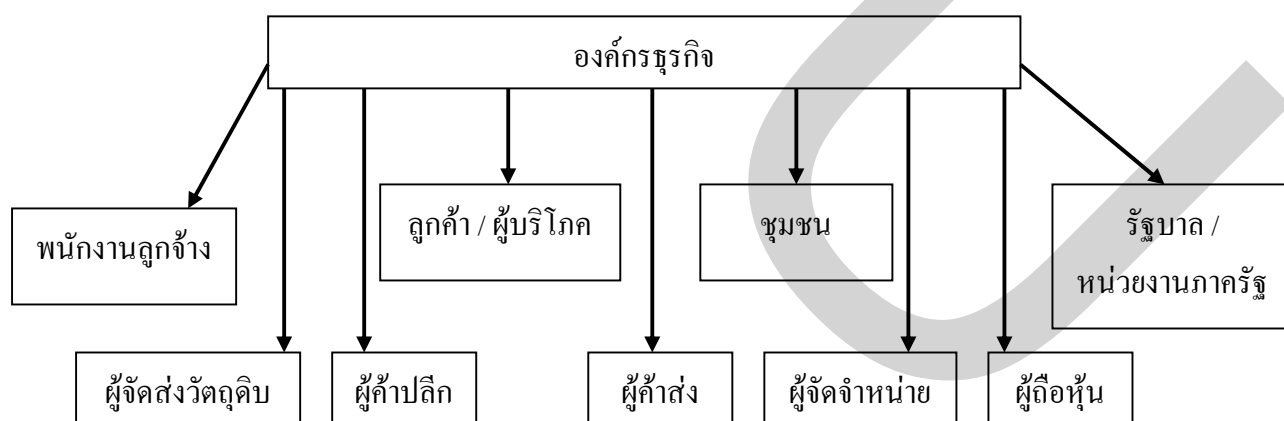 องค์กรธุรกิจ
พนักงานลูกจ้าง
ลูกค้า / ผู้บริโภค
ชุมชน
รัฐบาล /
หน่วยงานภาครัฐ
ผู้จัดส่งวัตถุดิบ
ผู้ค้าปลีก
ผู้ค้าส่ง
ผู้จัดจำหน่าย
ผู้ถือหุ้น